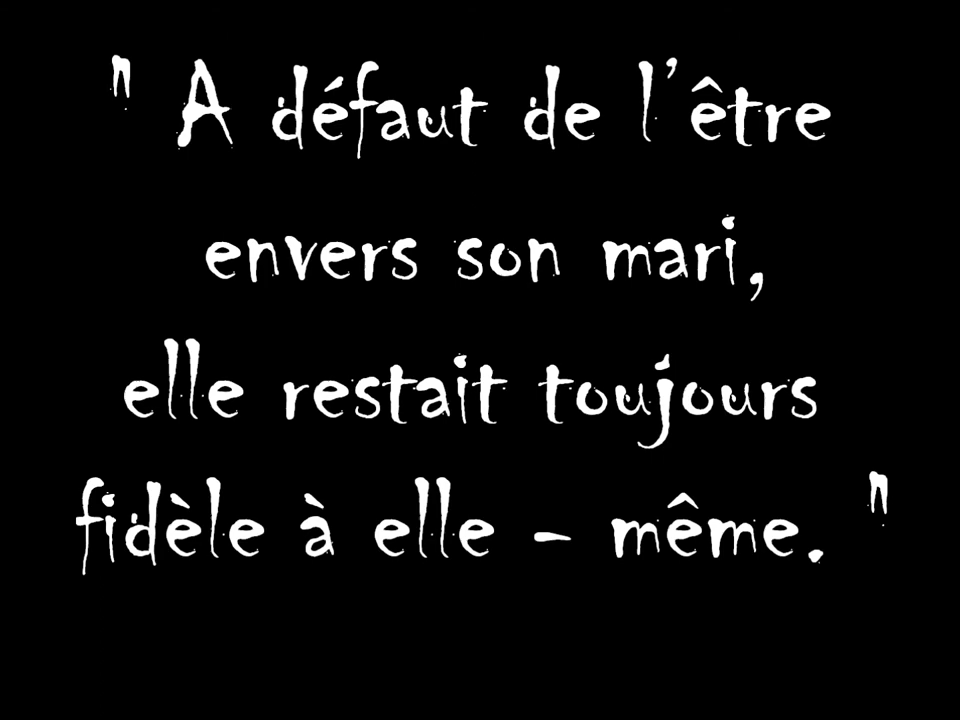 " A défaut de l’être
envers son mari,
elle restait toujours
fidèle à elle - même. "